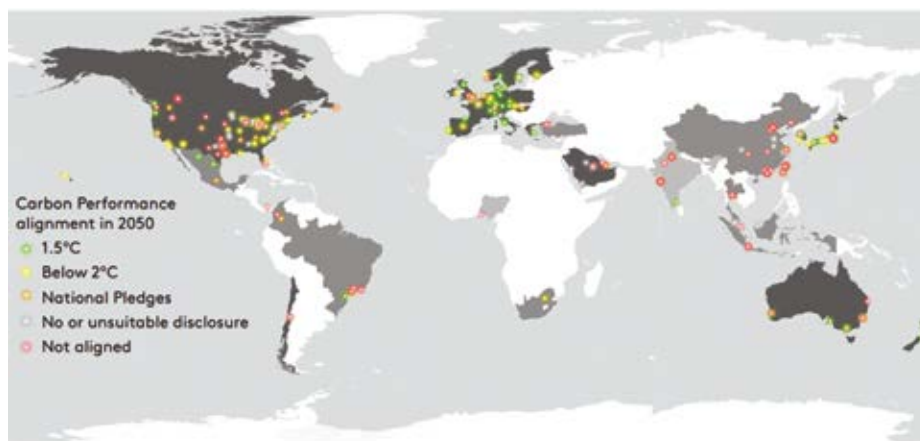 Carbon Performance
alignment in 2050
1.5°C
Below 2°C
National Pledges
No or unsuitable disclosure
Not aligned